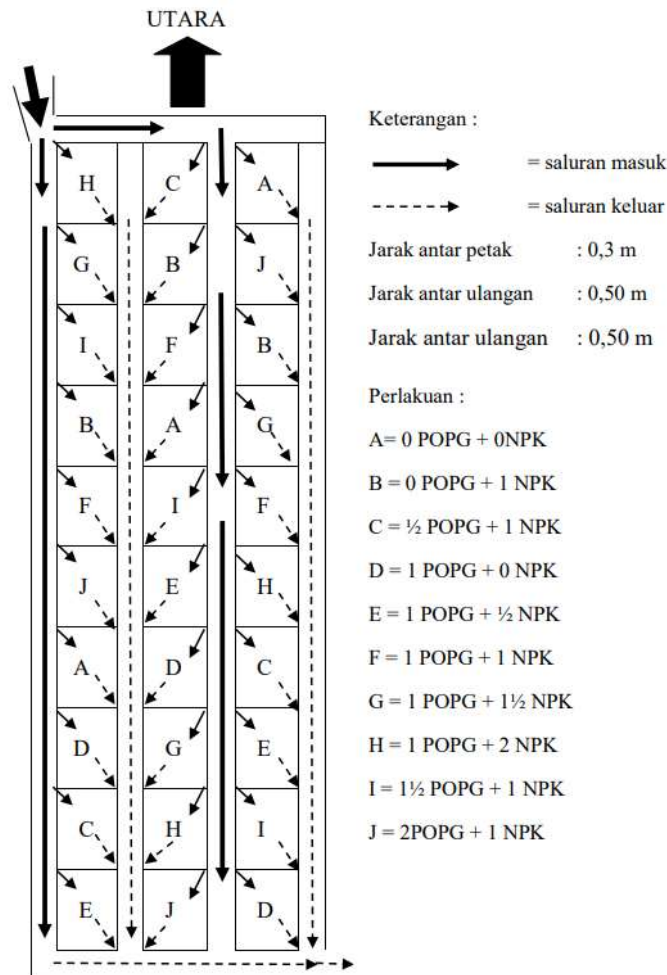 UTARA
H C A
G B J
I F B
B A G
F I F
J E H
A D C
D G E
C H I
E J D
Keterangan :
= saluran masuk
= saluran keluar
Jarak antar petak : 0,3 m
Jarak antar ulangan : 0,50 m
Jarak antar ulangan : 0,50 m
Perlakuan :
A= 0 POPG + 0NPK
B = 0 POPG + 1 NPK
C = ½ POPG + 1 NPK
D = 1 POPG + 0 NPK
E = 1 POPG + ½ NPK
F = 1 POPG + 1 NPK
G = 1 POPG + 1½ NPK
H = 1 POPG + 2 NPK
I = 1½ POPG + 1 NPK
J = 2POPG + 1 NPK